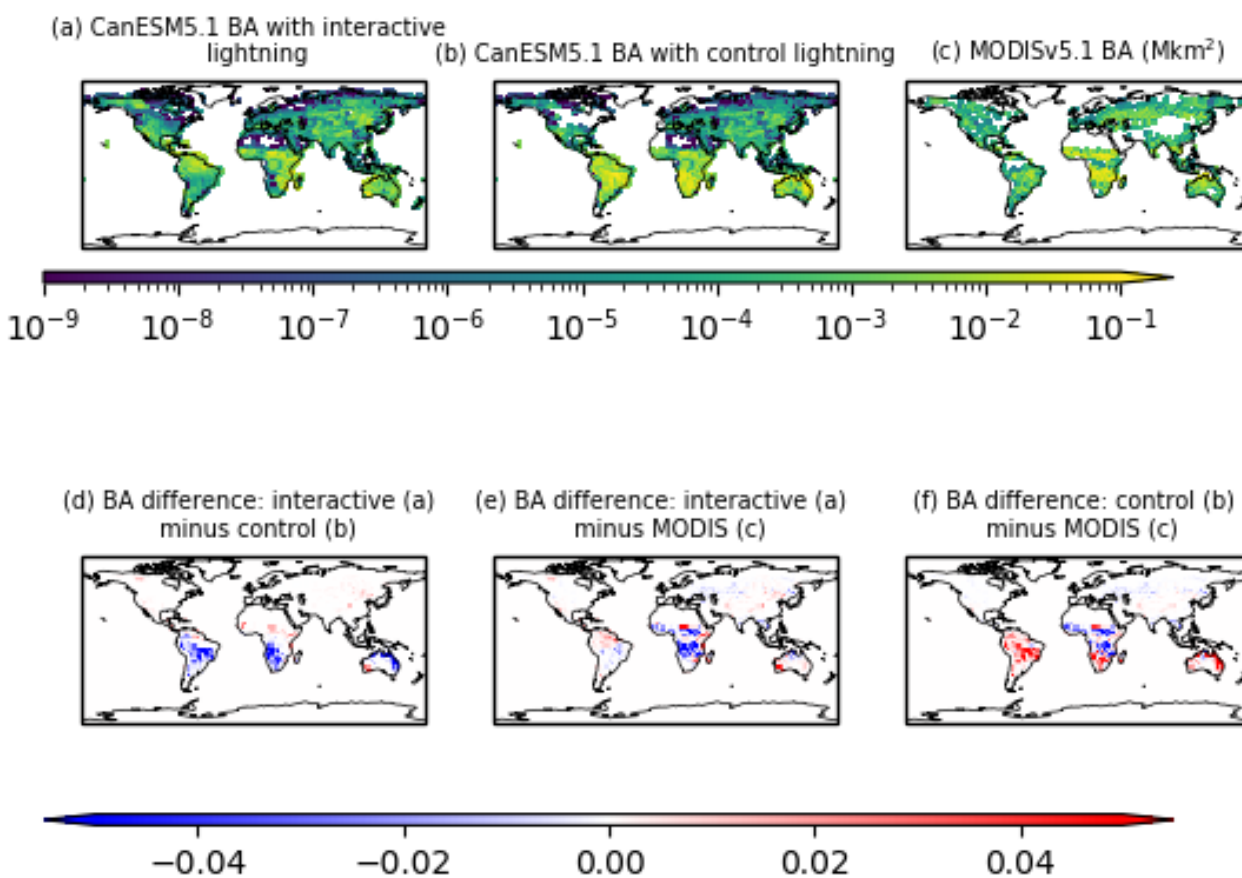 (a) CanESM5.1 BA with interactive
lightning
(b) CanESM5.1 BA with control lightning
(c) MODISv5.1 BA (Mkm²)
10⁻⁹ 10⁻⁸ 10⁻⁷ 10⁻⁶ 10⁻⁵ 10⁻⁴ 10⁻³ 10⁻² 10⁻¹
(d) BA difference: interactive (a)
minus control (b)
(e) BA difference: interactive (a)
minus MODIS (c)
(f) BA difference: control (b)
minus MODIS (c)
−0.04 −0.02 0.00 0.02 0.04